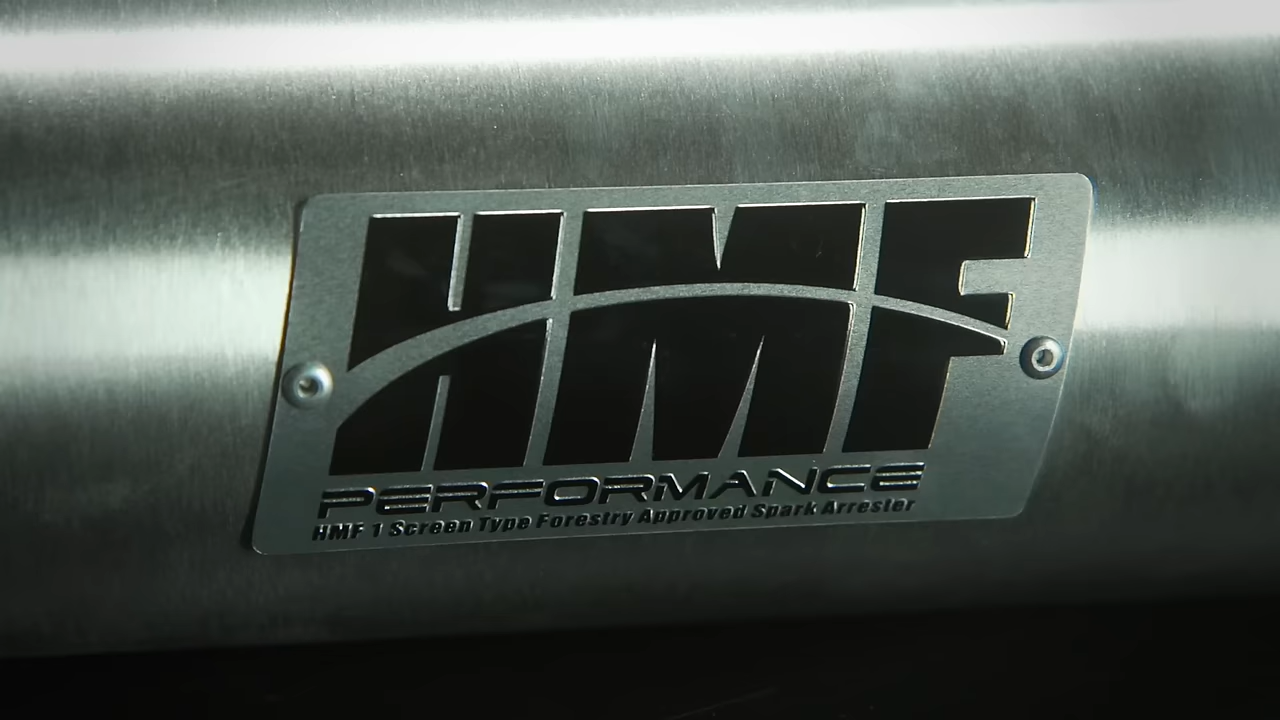 HMF
PERFORMANCE
HMF 1 Screen Type Forestry Approved Spark Arrester